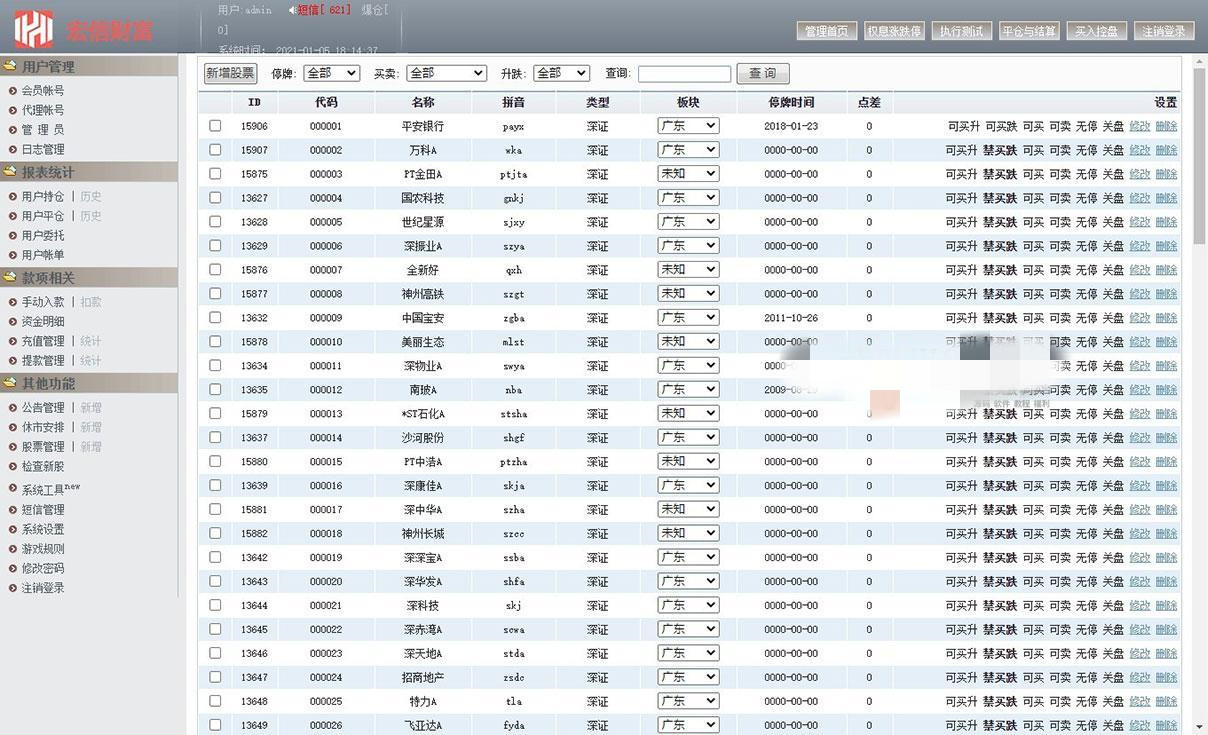 宏信财富
用户:admin 短信[ 621] 爆仓[
0]
系统时间: 2021-01-05 18:14:37
管理首页 权息涨跌停 执行测试 平仓与结算 买入控盘 注销登录
用户管理
会员帐号
代理帐号
管 理 员
日志管理
报表统计
用户持仓 | 历史
用户平仓 | 历史
用户委托
用户帐单
款项相关
手动入款 | 扣款
资金明细
充值管理 | 统计
提款管理 | 统计
其他功能
公告管理 | 新增
休市安排 | 新增
股票管理 | 新增
检查新股
系统工具new
短信管理
系统设置
游戏规则
修改密码
注销登录
新增股票 停牌: 全部 买卖: 全部 升跌: 全部 查询: 查 询
ID 代码 名称 拼音 类型 板块 停牌时间 点差 设置
15906 000001 平安银行 payx 深证 广东 2018-01-23 0 可买升 可买跌 可买 可卖 无停 关盘 修改 删除
15907 000002 万科A wka 深证 广东 0000-00-00 0 可买升 禁买跌 可买 可卖 无停 关盘 修改 删除
15875 000003 PT金田A ptjta 深证 未知 0000-00-00 0 可买升 禁买跌 可买 可卖 无停 关盘 修改 删除
13627 000004 国农科技 gnkj 深证 广东 0000-00-00 0 可买升 禁买跌 可买 可卖 无停 关盘 修改 删除
13628 000005 世纪星源 sjxy 深证 广东 0000-00-00 0 可买升 禁买跌 可买 可卖 无停 关盘 修改 删除
13629 000006 深振业A szya 深证 广东 0000-00-00 0 可买升 禁买跌 可买 可卖 无停 关盘 修改 删除
15876 000007 全新好 qxh 深证 未知 0000-00-00 0 可买升 禁买跌 可买 可卖 无停 关盘 修改 删除
15877 000008 神州高铁 szgt 深证 未知 0000-00-00 0 可买升 禁买跌 可买 可卖 无停 关盘 修改 删除
13632 000009 中国宝安 zgba 深证 广东 2011-10-26 0 可买升 禁买跌 可买 可卖 无停 关盘 修改 删除
15878 000010 美丽生态 mlst 深证 未知 0000-00-00 0 可买升 禁买跌 可买 可卖 无停 关盘 修改 删除
13634 000011 深物业A swya 深证 广东 0000- 可卖 无停 关盘 修改 删除
13635 000012 南玻A nba 深证 广东 2009-08- 0 禁买跌 可买 可卖 无停 关盘 修改 删除
源码 软件 教程 福利
15879 000013 *ST石化A stsha 深证 未知 0000-00-00 0 可买升 禁买跌 可买 可卖 无停 关盘 修改 删除
13637 000014 沙河股份 shgf 深证 广东 0000-00-00 0 可买升 禁买跌 可买 可卖 无停 关盘 修改 删除
15880 000015 PT中浩A ptzha 深证 未知 0000-00-00 0 可买升 禁买跌 可买 可卖 无停 关盘 修改 删除
13639 000016 深康佳A skja 深证 广东 0000-00-00 0 可买升 禁买跌 可买 可卖 无停 关盘 修改 删除
15881 000017 深中华A szha 深证 未知 0000-00-00 0 可买升 禁买跌 可买 可卖 无停 关盘 修改 删除
15882 000018 神州长城 szcc 深证 未知 0000-00-00 0 可买升 禁买跌 可买 可卖 无停 关盘 修改 删除
13642 000019 深深宝A ssba 深证 广东 0000-00-00 0 可买升 禁买跌 可买 可卖 无停 关盘 修改 删除
13643 000020 深华发A shfa 深证 广东 0000-00-00 0 可买升 禁买跌 可买 可卖 无停 关盘 修改 删除
13644 000021 深科技 skj 深证 广东 0000-00-00 0 可买升 禁买跌 可买 可卖 无停 关盘 修改 删除
13645 000022 深赤湾A scwa 深证 广东 0000-00-00 0 可买升 禁买跌 可买 可卖 无停 关盘 修改 删除
13646 000023 深天地A stda 深证 广东 0000-00-00 0 可买升 禁买跌 可买 可卖 无停 关盘 修改 删除
13647 000024 招商地产 zsdc 深证 广东 0000-00-00 0 可买升 禁买跌 可买 可卖 无停 关盘 修改 删除
13648 000025 特力A tla 深证 广东 0000-00-00 0 可买升 禁买跌 可买 可卖 无停 关盘 修改 删除
13649 000026 飞亚达A fyda 深证 广东 0000-00-00 0 可买升 禁买跌 可买 可卖 无停 关盘 修改 删除